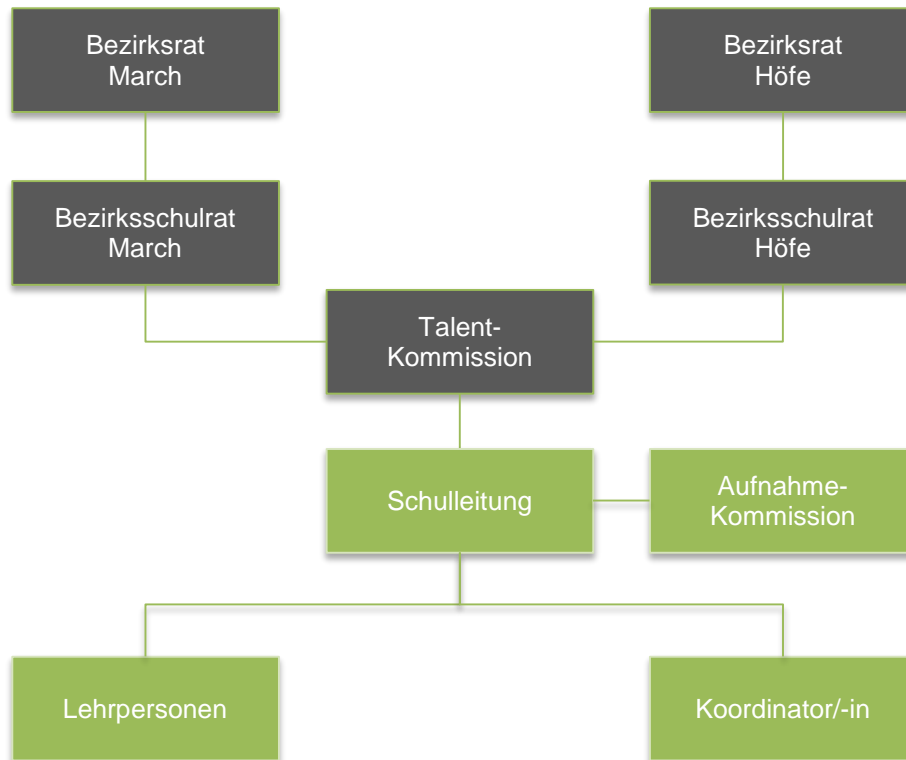 Bezirksrat
March
Bezirksrat
Höfe
Bezirksschulrat
March
Bezirksschulrat
Höfe
Talent-
Kommission
Schulleitung
Aufnahme-
Kommission
Lehrpersonen
Koordinator/-in